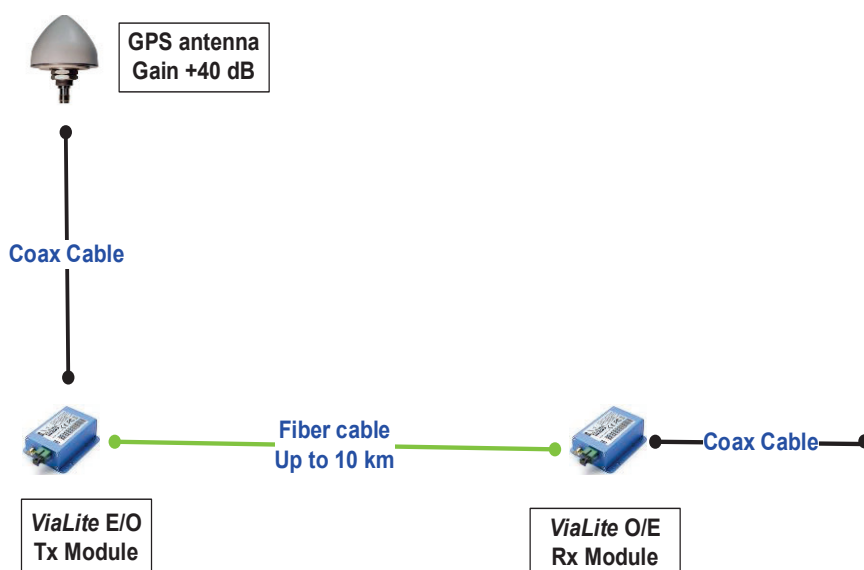 GPS antenna
Gain +40 dB
Coax Cable
Fiber cable
Up to 10 km
Coax Cable
ViaLite E/O
Tx Module
ViaLite O/E
Rx Module